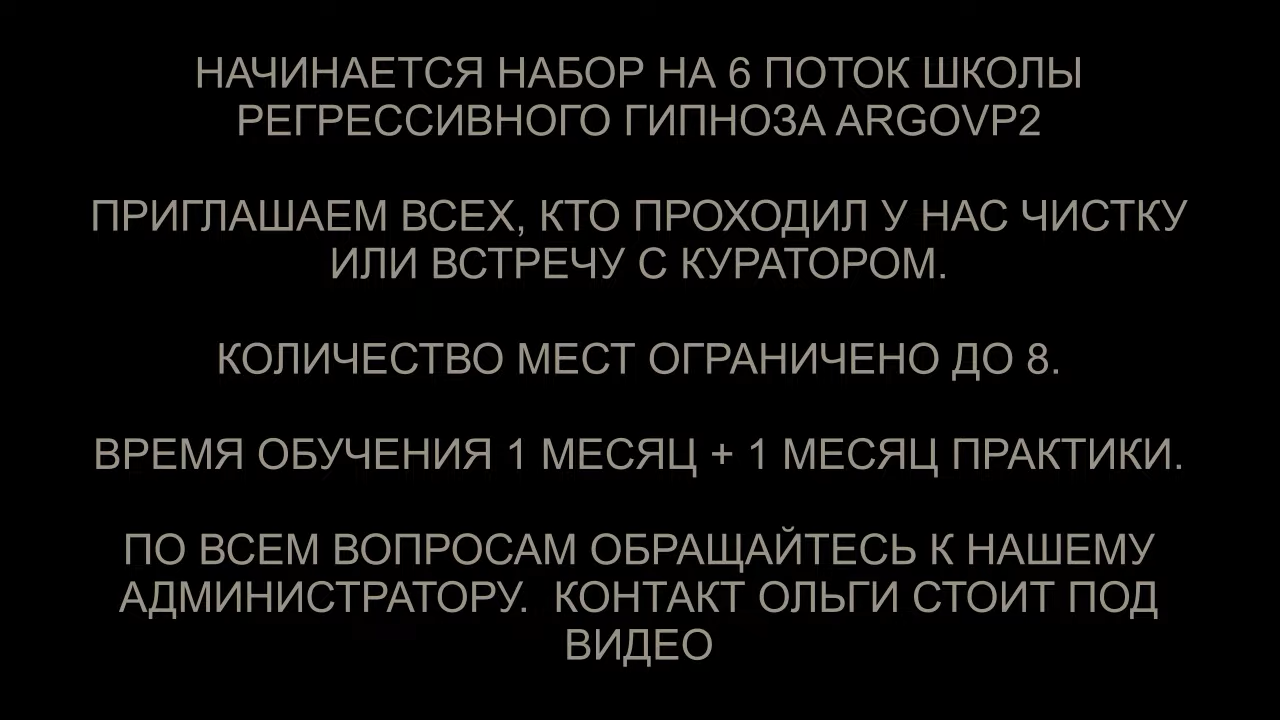 НАЧИНАЕТСЯ НАБОР НА 6 ПОТОК ШКОЛЫ
РЕГРЕССИВНОГО ГИПНОЗА ARGOVP2
ПРИГЛАШАЕМ ВСЕХ, КТО ПРОХОДИЛ У НАС ЧИСТКУ
ИЛИ ВСТРЕЧУ С КУРАТОРОМ.
КОЛИЧЕСТВО МЕСТ ОГРАНИЧЕНО ДО 8.
ВРЕМЯ ОБУЧЕНИЯ 1 МЕСЯЦ + 1 МЕСЯЦ ПРАКТИКИ.
ПО ВСЕМ ВОПРОСАМ ОБРАЩАЙТЕСЬ К НАШЕМУ
АДМИНИСТРАТОРУ.  КОНТАКТ ОЛЬГИ СТОИТ ПОД
ВИДЕО